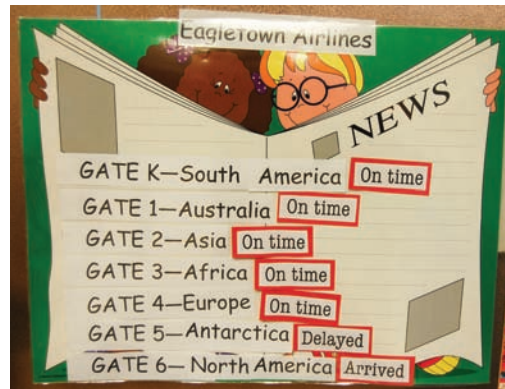 Eagletown Airlines
NEWS
GATE K—South America On time
GATE 1—Australia On time
GATE 2—Asia On time
GATE 3—Africa On time
GATE 4—Europe On time
GATE 5—Antarctica Delayed
GATE 6—North America Arrived